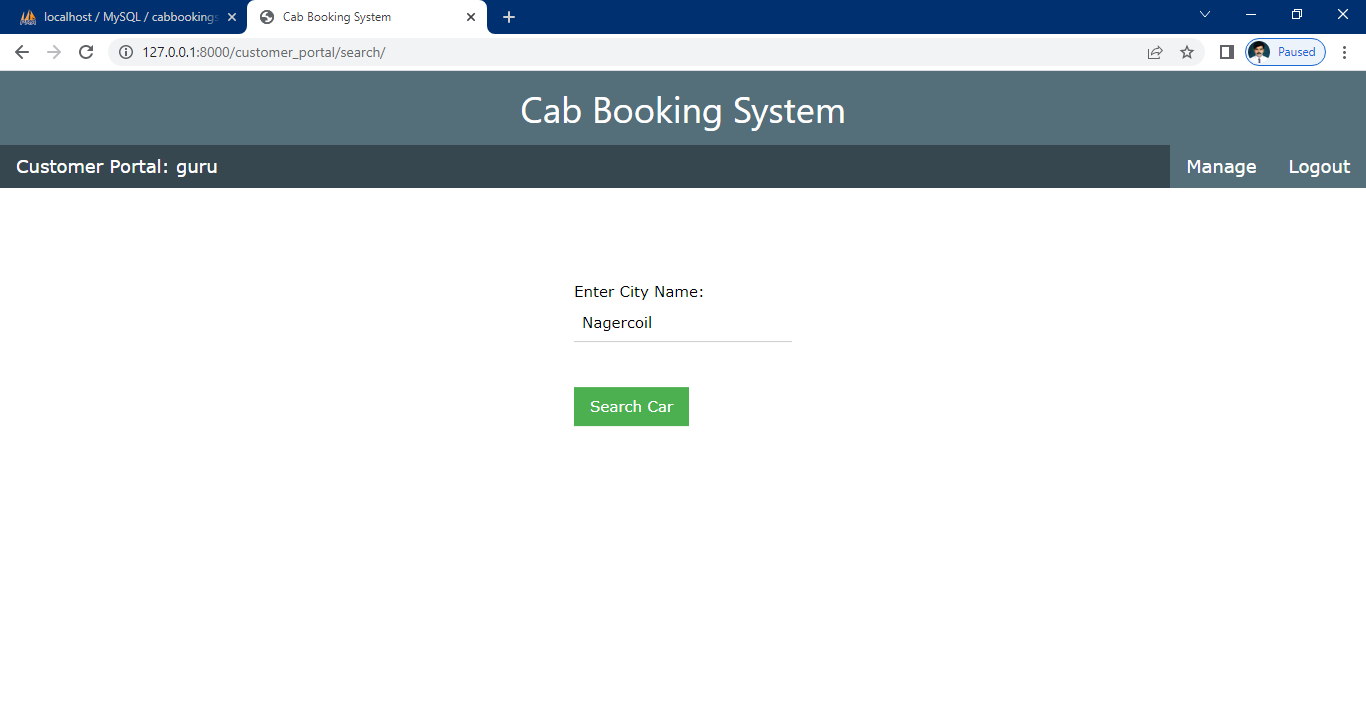 localhost / MySQL / cabbookings
Cab Booking System
127.0.0.1:8000/customer_portal/search/
Paused
Cab Booking System
Customer Portal: guru
Manage
Logout
Enter City Name:
Nagercoil
Search Car